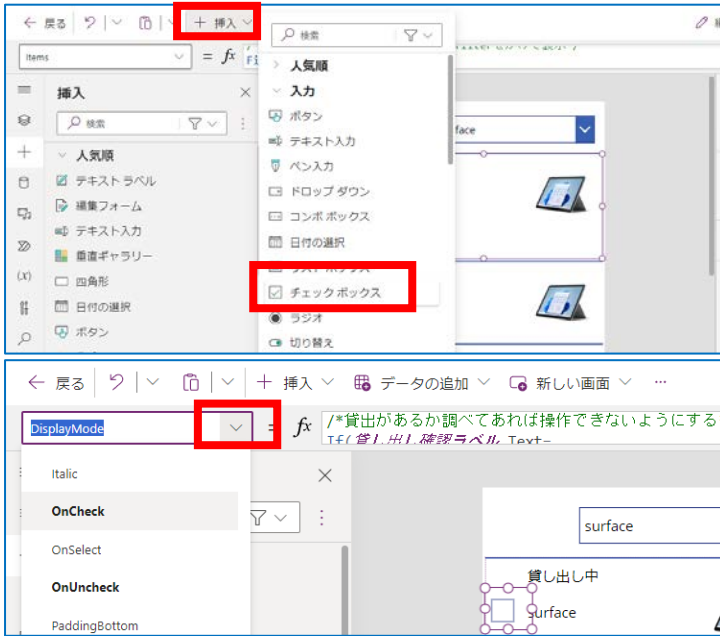 戻る
挿入
検索
Items
fx
人気順
入力
ボタン
テキスト入力
ペン入力
ドロップ ダウン
コンボ ボックス
日付の選択
チェック ボックス
ラジオ
切り替え
挿入
検索
人気順
テキスト ラベル
編集フォーム
テキスト入力
垂直ギャラリー
四角形
日付の選択
ボタン
(x)
face
戻る
挿入
データの追加
新しい画面
...
DisplayMode
= fx
/*貸出があるか調べてあれば操作できないようにする
If(貸し出し確認ラベル.Text=
Italic
OnCheck
OnSelect
OnUncheck
PaddingBottom
surface
貸し出し中
surface